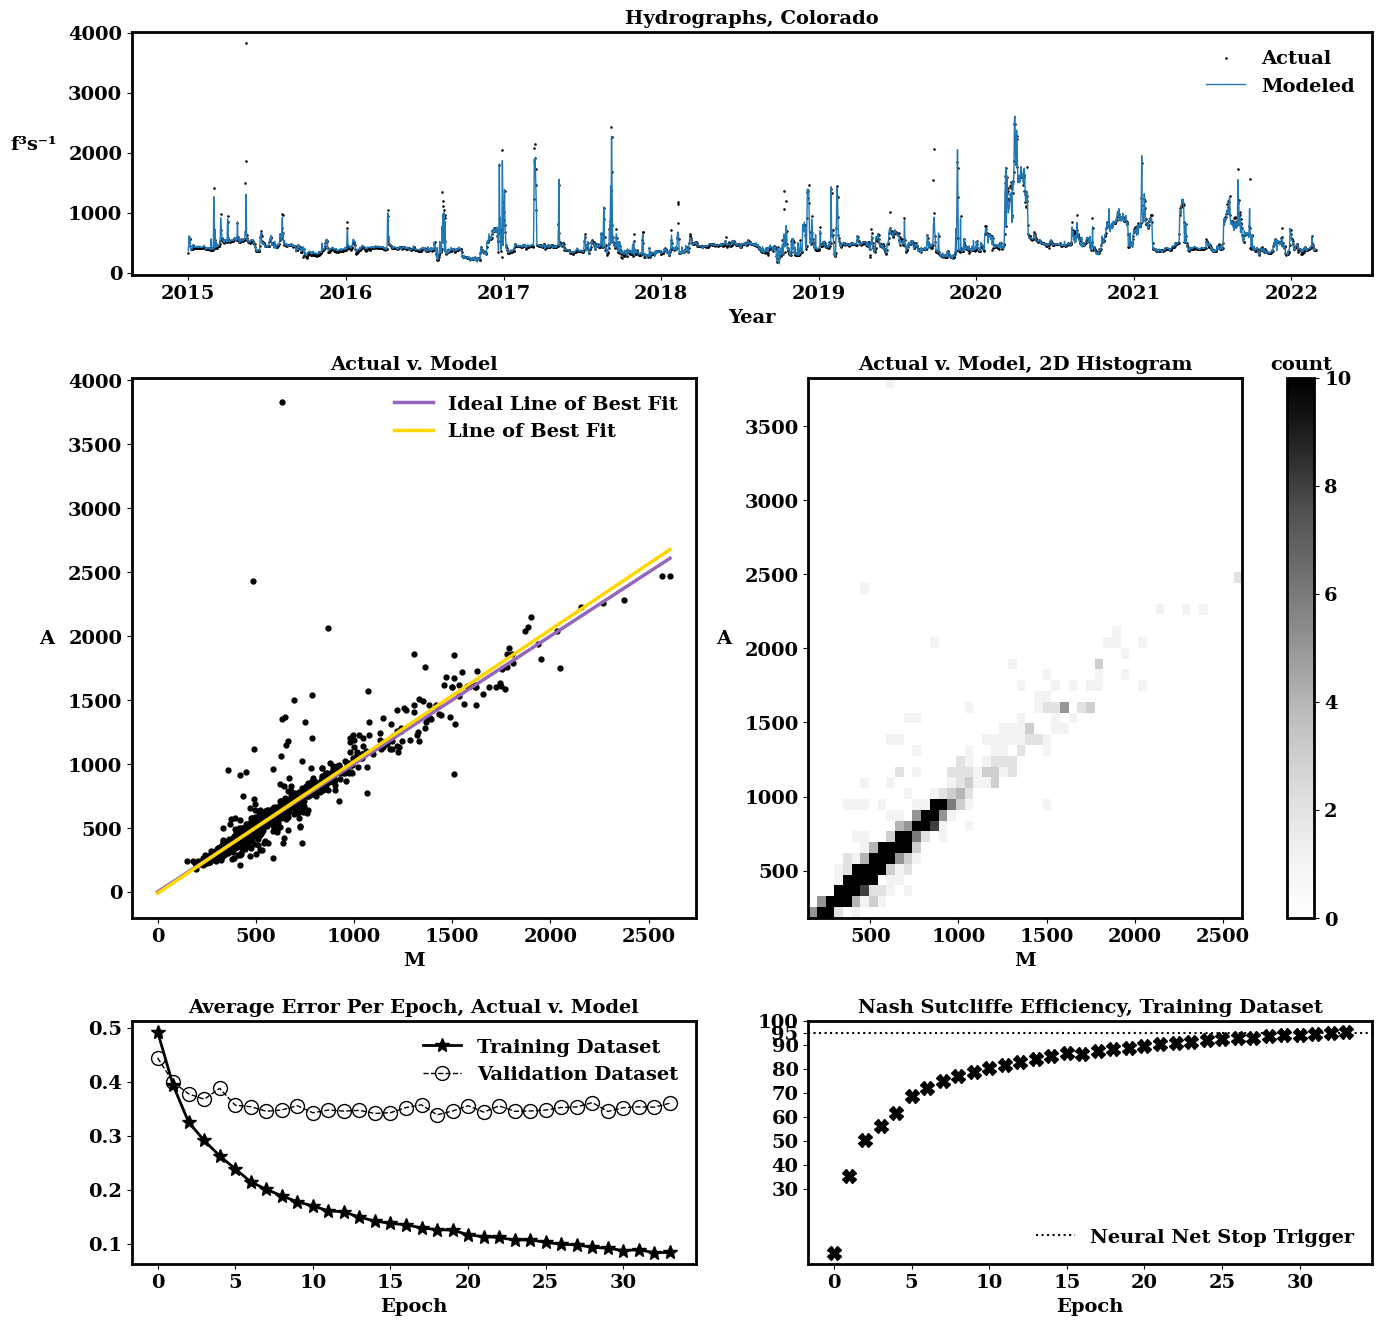 Hydrographs, Colorado
4000
3000
2000
1000
0
f³s⁻¹
Actual
Modeled
2015 2016 2017 2018 2019 2020 2021 2022
Year
Actual v. Model
4000
3500
3000
2500
2000
1500
1000
500
0
A
Ideal Line of Best Fit
Line of Best Fit
0 500 1000 1500 2000 2500
M
Actual v. Model, 2D Histogram
3500
3000
2500
2000
1500
1000
500
A
500 1000 1500 2000 2500
M
count
10
8
6
4
2
0
Average Error Per Epoch, Actual v. Model
0.5
0.4
0.3
0.2
0.1
Training Dataset
Validation Dataset
0 5 10 15 20 25 30
Epoch
Nash Sutcliffe Efficiency, Training Dataset
100
95
90
80
70
60
50
40
30
Neural Net Stop Trigger
0 5 10 15 20 25 30
Epoch